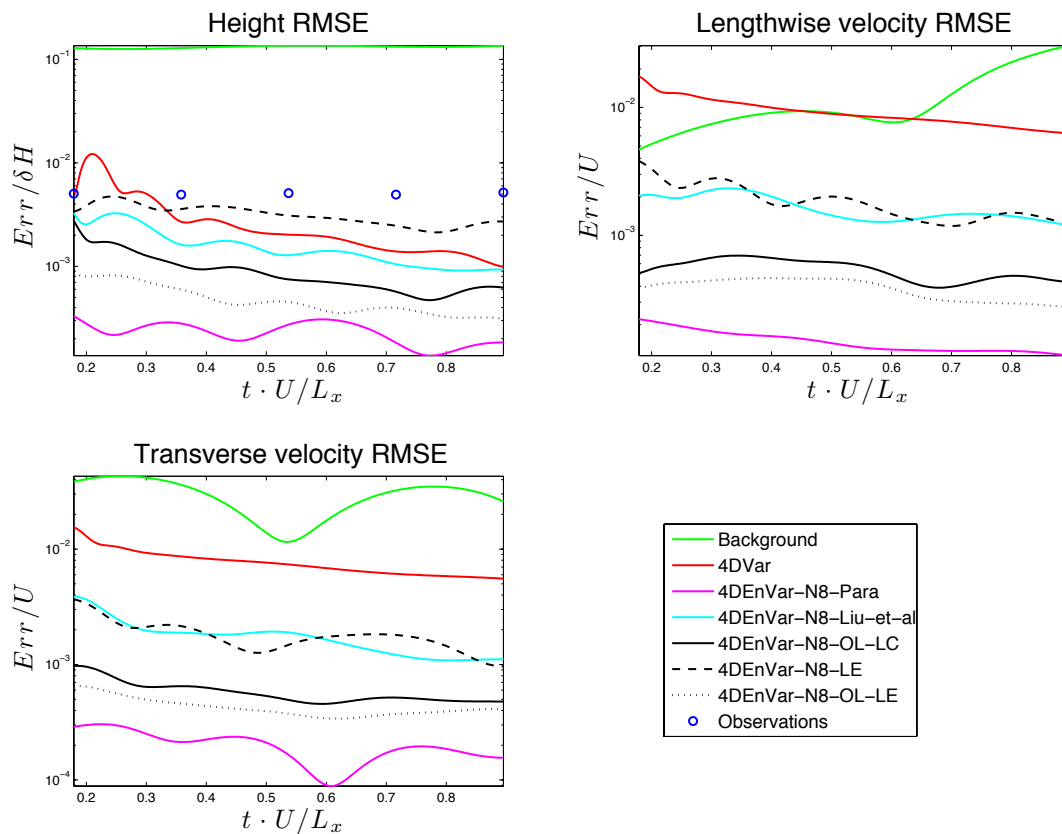 Height RMSE
10⁻¹
10⁻²
10⁻³
Err/δH
0.2 0.3 0.4 0.5 0.6 0.7 0.8
t · U/Lₓ
Lengthwise velocity RMSE
10⁻²
10⁻³
Err/U
0.2 0.3 0.4 0.5 0.6 0.7 0.8
t · U/Lₓ
Transverse velocity RMSE
10⁻²
10⁻³
10⁻⁴
Err/U
0.2 0.3 0.4 0.5 0.6 0.7 0.8
t · U/Lₓ
Background
4DVar
4DEnVar−N8−Para
4DEnVar−N8−Liu−et−al
4DEnVar−N8−OL−LC
4DEnVar−N8−LE
4DEnVar−N8−OL−LE
Observations